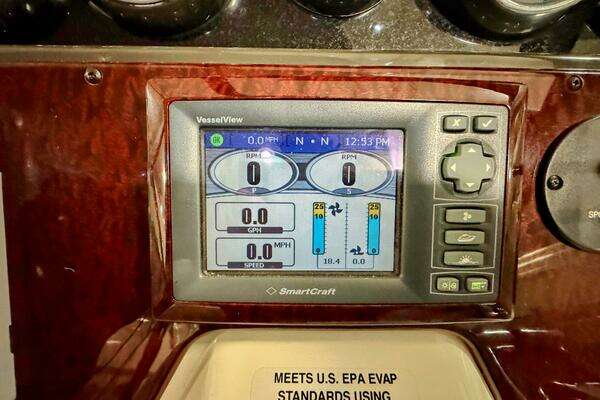 VesselView
OK 0.0 MPH N • N 12:53 PM
RPM RPM
0 0
P S
0.0
GPH
0.0 MPH
SPEED
25 25
10 10
18.4 0.0
SmartCraft
MEETS U.S. EPA EVAP
STANDARDS USING